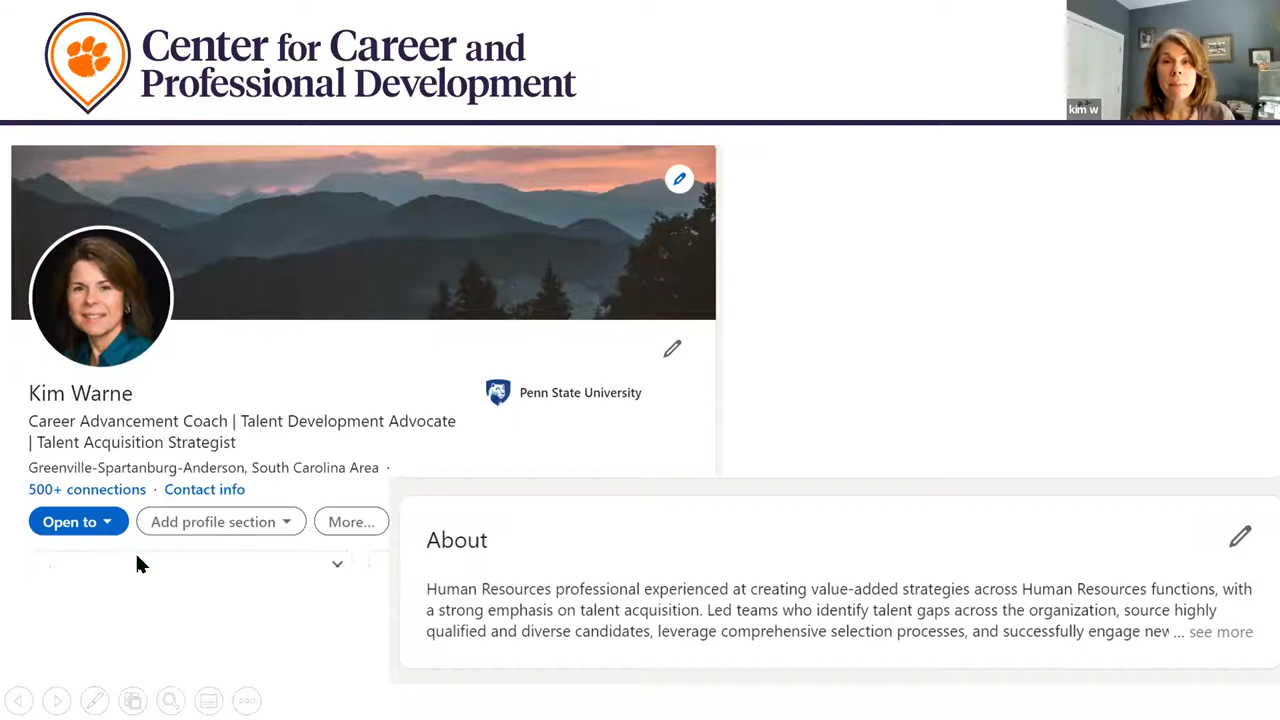 Center for Career and
Professional Development
kim w
Kim Warne
Penn State University
Career Advancement Coach | Talent Development Advocate
| Talent Acquisition Strategist
Greenville-Spartanburg-Anderson, South Carolina Area ·
500+ connections · Contact info
Open to
Add profile section
More...
About
Human Resources professional experienced at creating value-added strategies across Human Resources functions, with
a strong emphasis on talent acquisition. Led teams who identify talent gaps across the organization, source highly
qualified and diverse candidates, leverage comprehensive selection processes, and successfully engage new ... see more